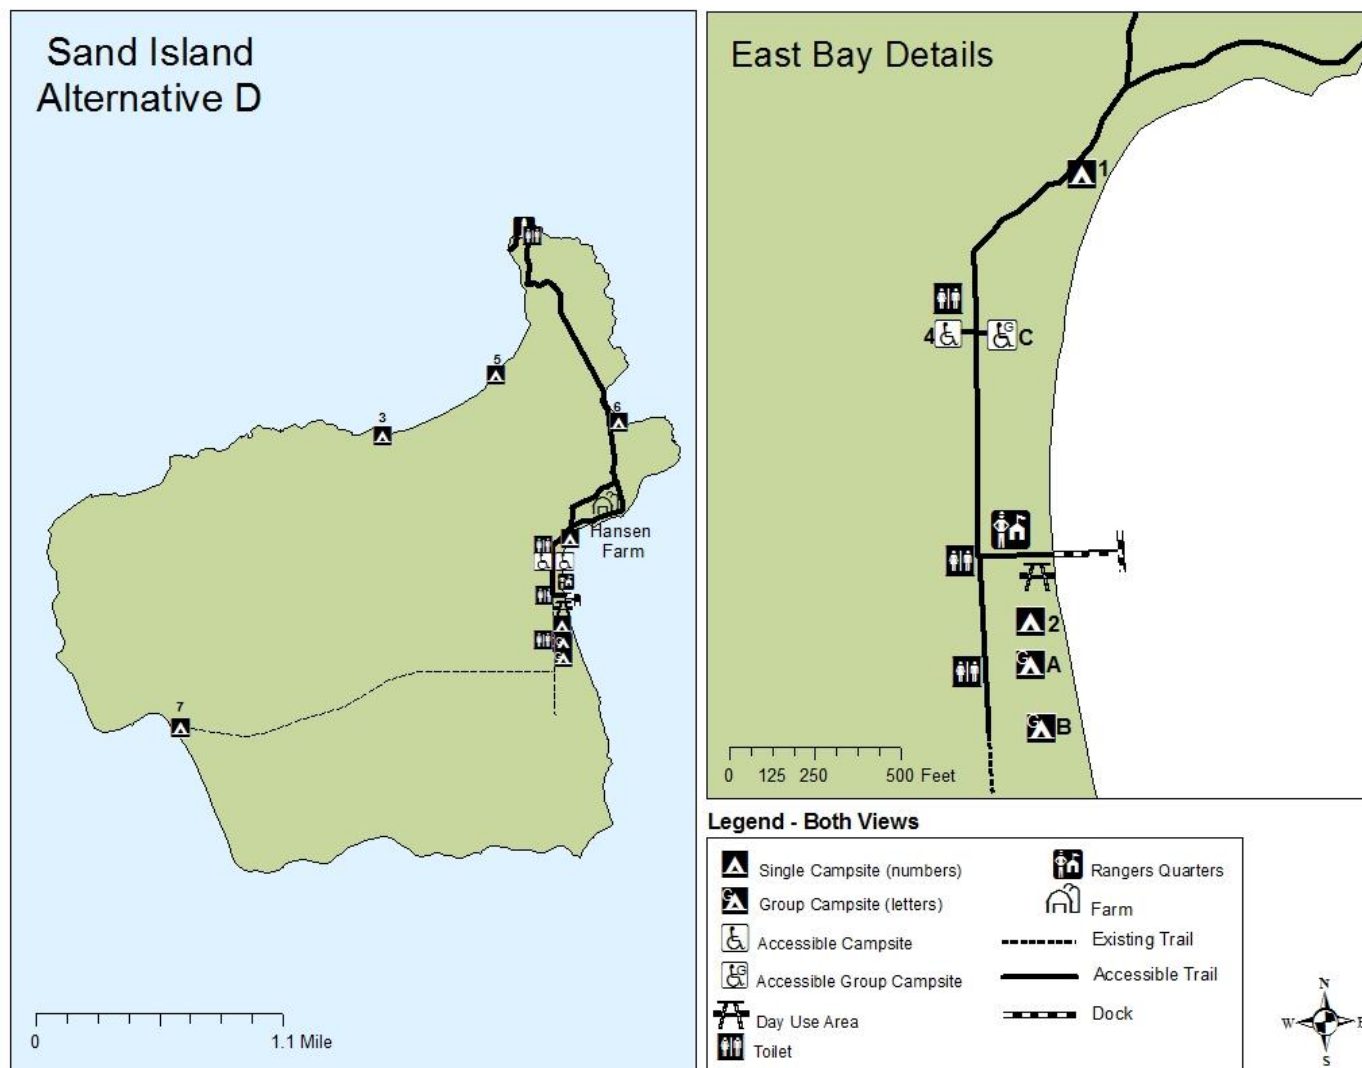 Sand Island
Alternative D
5
3
6
Hansen
Farm
7
0
1.1 Mile
East Bay Details
1
4
G
C
2
G
A
G
B
0 125 250 500 Feet
Legend - Both Views
Single Campsite (numbers)
G
Group Campsite (letters)
Accessible Campsite
G
Accessible Group Campsite
Day Use Area
Toilet
Rangers Quarters
Farm
Existing Trail
Accessible Trail
Dock
N
W
E
S